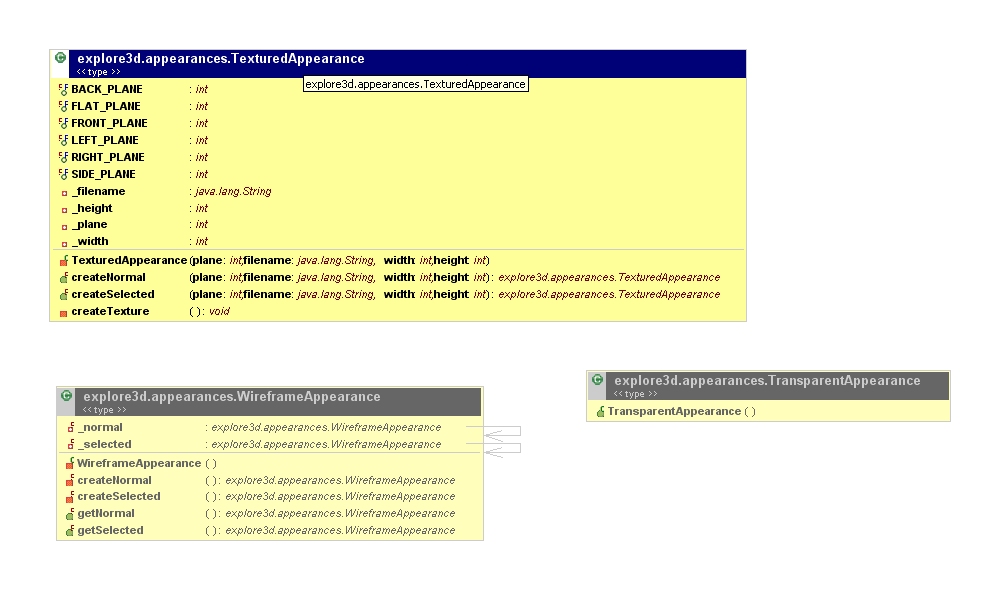 explore3d.appearances.TexturedAppearance
<<type>>
explore3d.appearances.TexturedAppearance
BACK_PLANE : int
FLAT_PLANE : int
FRONT_PLANE : int
LEFT_PLANE : int
RIGHT_PLANE : int
SIDE_PLANE : int
_filename : java.lang.String
_height : int
_plane : int
_width : int
TexturedAppearance (plane: int,filename: java.lang.String, width: int,height: int)
createNormal (plane: int,filename: java.lang.String, width: int,height: int) : explore3d.appearances.TexturedAppearance
createSelected (plane: int,filename: java.lang.String, width: int,height: int) : explore3d.appearances.TexturedAppearance
createTexture ( ) : void
explore3d.appearances.WireframeAppearance
<<type>>
_normal : explore3d.appearances.WireframeAppearance
_selected : explore3d.appearances.WireframeAppearance
WireframeAppearance ( )
createNormal ( ) : explore3d.appearances.WireframeAppearance
createSelected ( ) : explore3d.appearances.WireframeAppearance
getNormal ( ) : explore3d.appearances.WireframeAppearance
getSelected ( ) : explore3d.appearances.WireframeAppearance
explore3d.appearances.TransparentAppearance
<<type>>
TransparentAppearance ( )